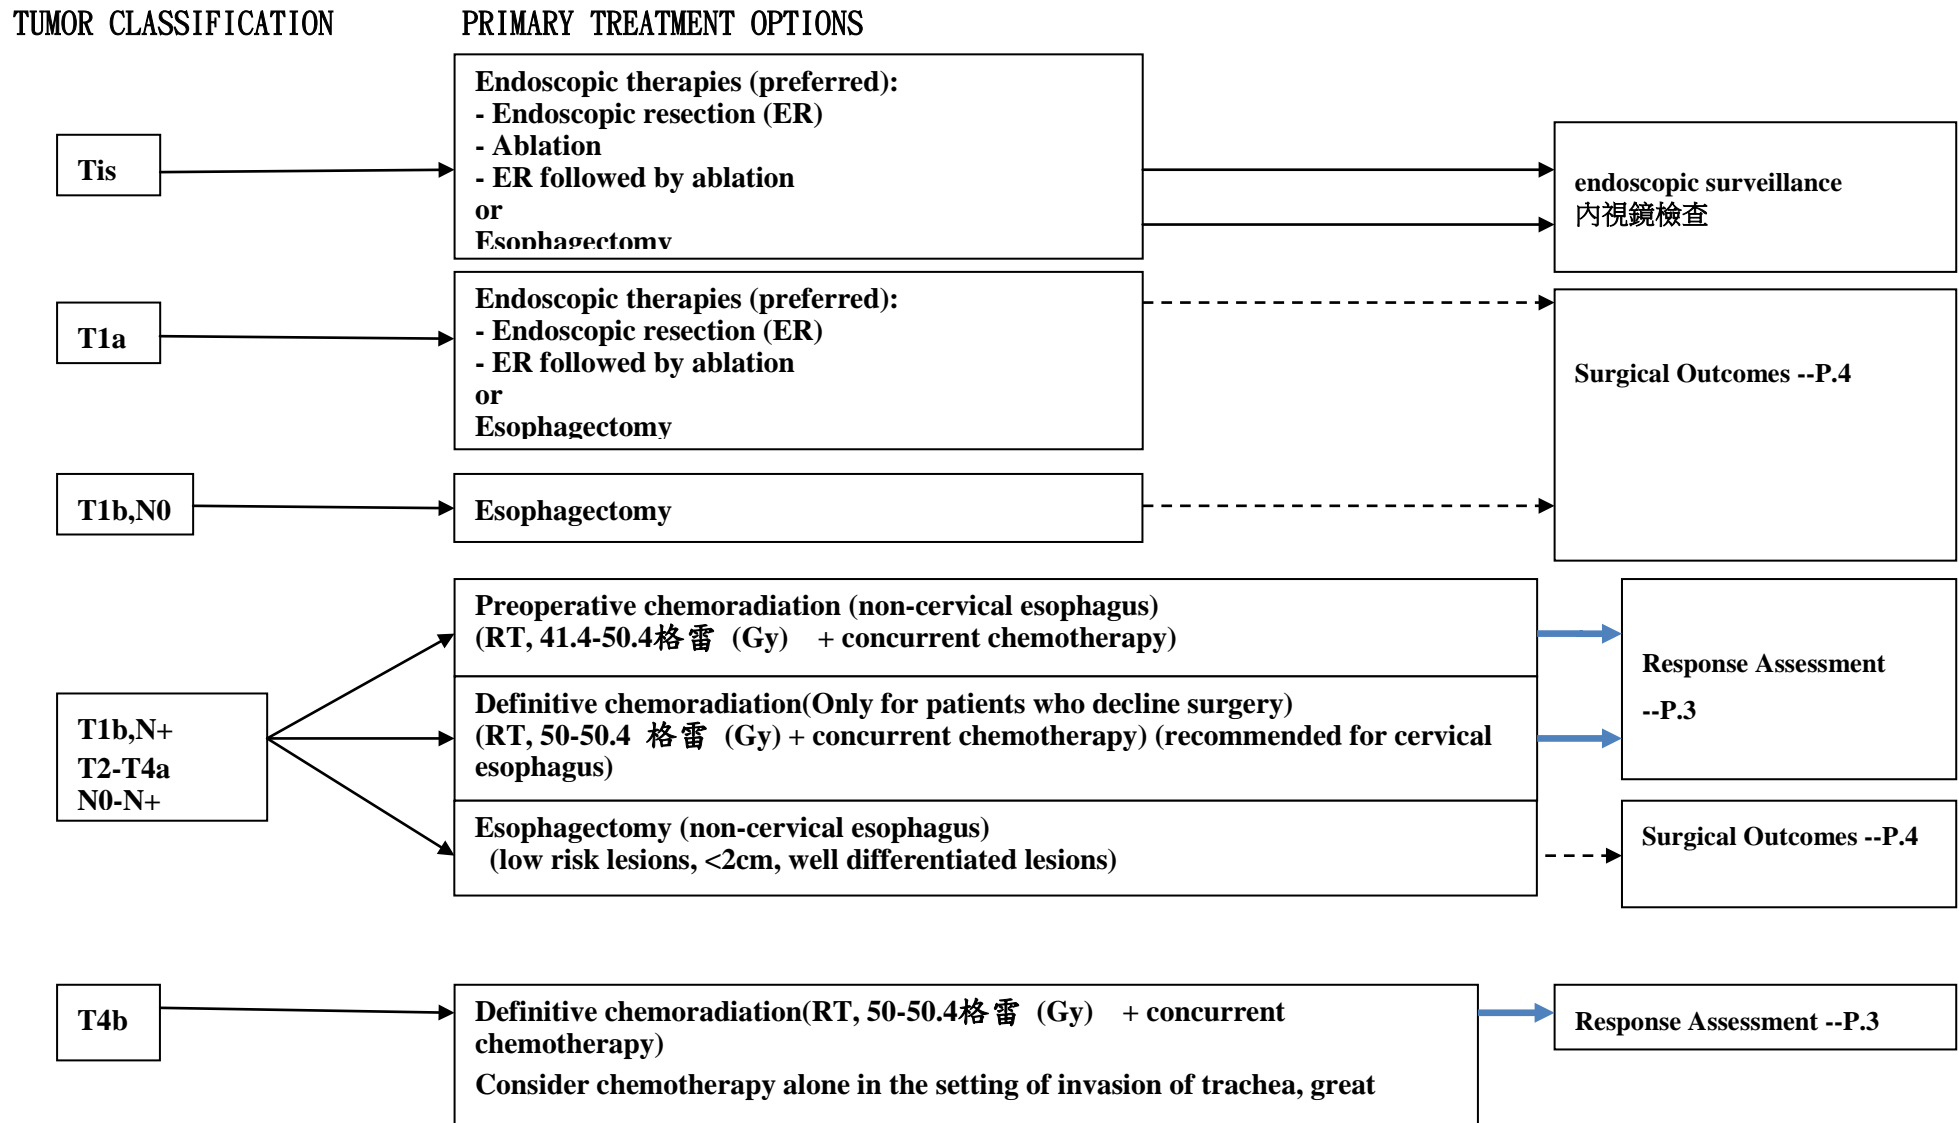 TUMOR CLASSIFICATION
PRIMARY TREATMENT OPTIONS
Tis
Endoscopic therapies (preferred):
- Endoscopic resection (ER)
- Ablation
- ER followed by ablation
or
Esophagectomy
endoscopic surveillance
內視鏡檢查
T1a
Endoscopic therapies (preferred):
- Endoscopic resection (ER)
- ER followed by ablation
or
Esophagectomy
Surgical Outcomes --P.4
T1b,N0
Esophagectomy
T1b,N+
T2-T4a
N0-N+
Preoperative chemoradiation (non-cervical esophagus)
(RT, 41.4-50.4格雷 (Gy) + concurrent chemotherapy)
Definitive chemoradiation(Only for patients who decline surgery)
(RT, 50-50.4 格雷 (Gy) + concurrent chemotherapy) (recommended for cervical
esophagus)
Esophagectomy (non-cervical esophagus)
(low risk lesions, <2cm, well differentiated lesions)
Response Assessment
--P.3
Surgical Outcomes --P.4
T4b
Definitive chemoradiation(RT, 50-50.4格雷 (Gy) + concurrent
chemotherapy)
Consider chemotherapy alone in the setting of invasion of trachea, great
Response Assessment --P.3